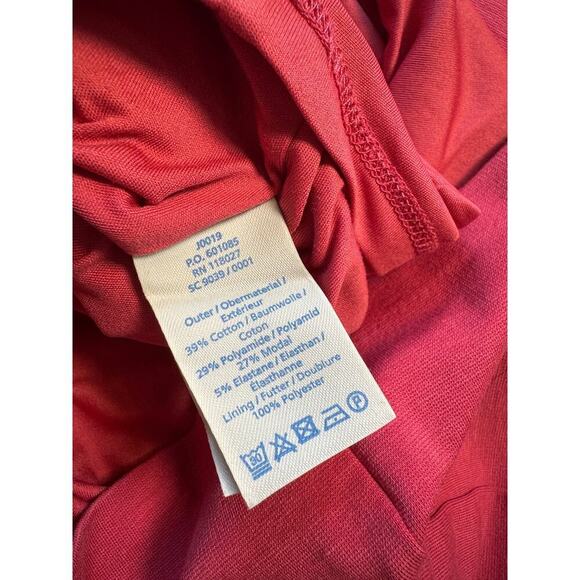 J0019
P.O. 601085
RN 118027
SC 9039 / 0001
Outer / Obermaterial /
Extérieur
39% Cotton / Baumwolle /
Coton
29% Polyamide / Polyamid
27% Modal
5% Elastane / Elasthan /
Élasthanne
Lining / Futter / Doublure
100% Polyester